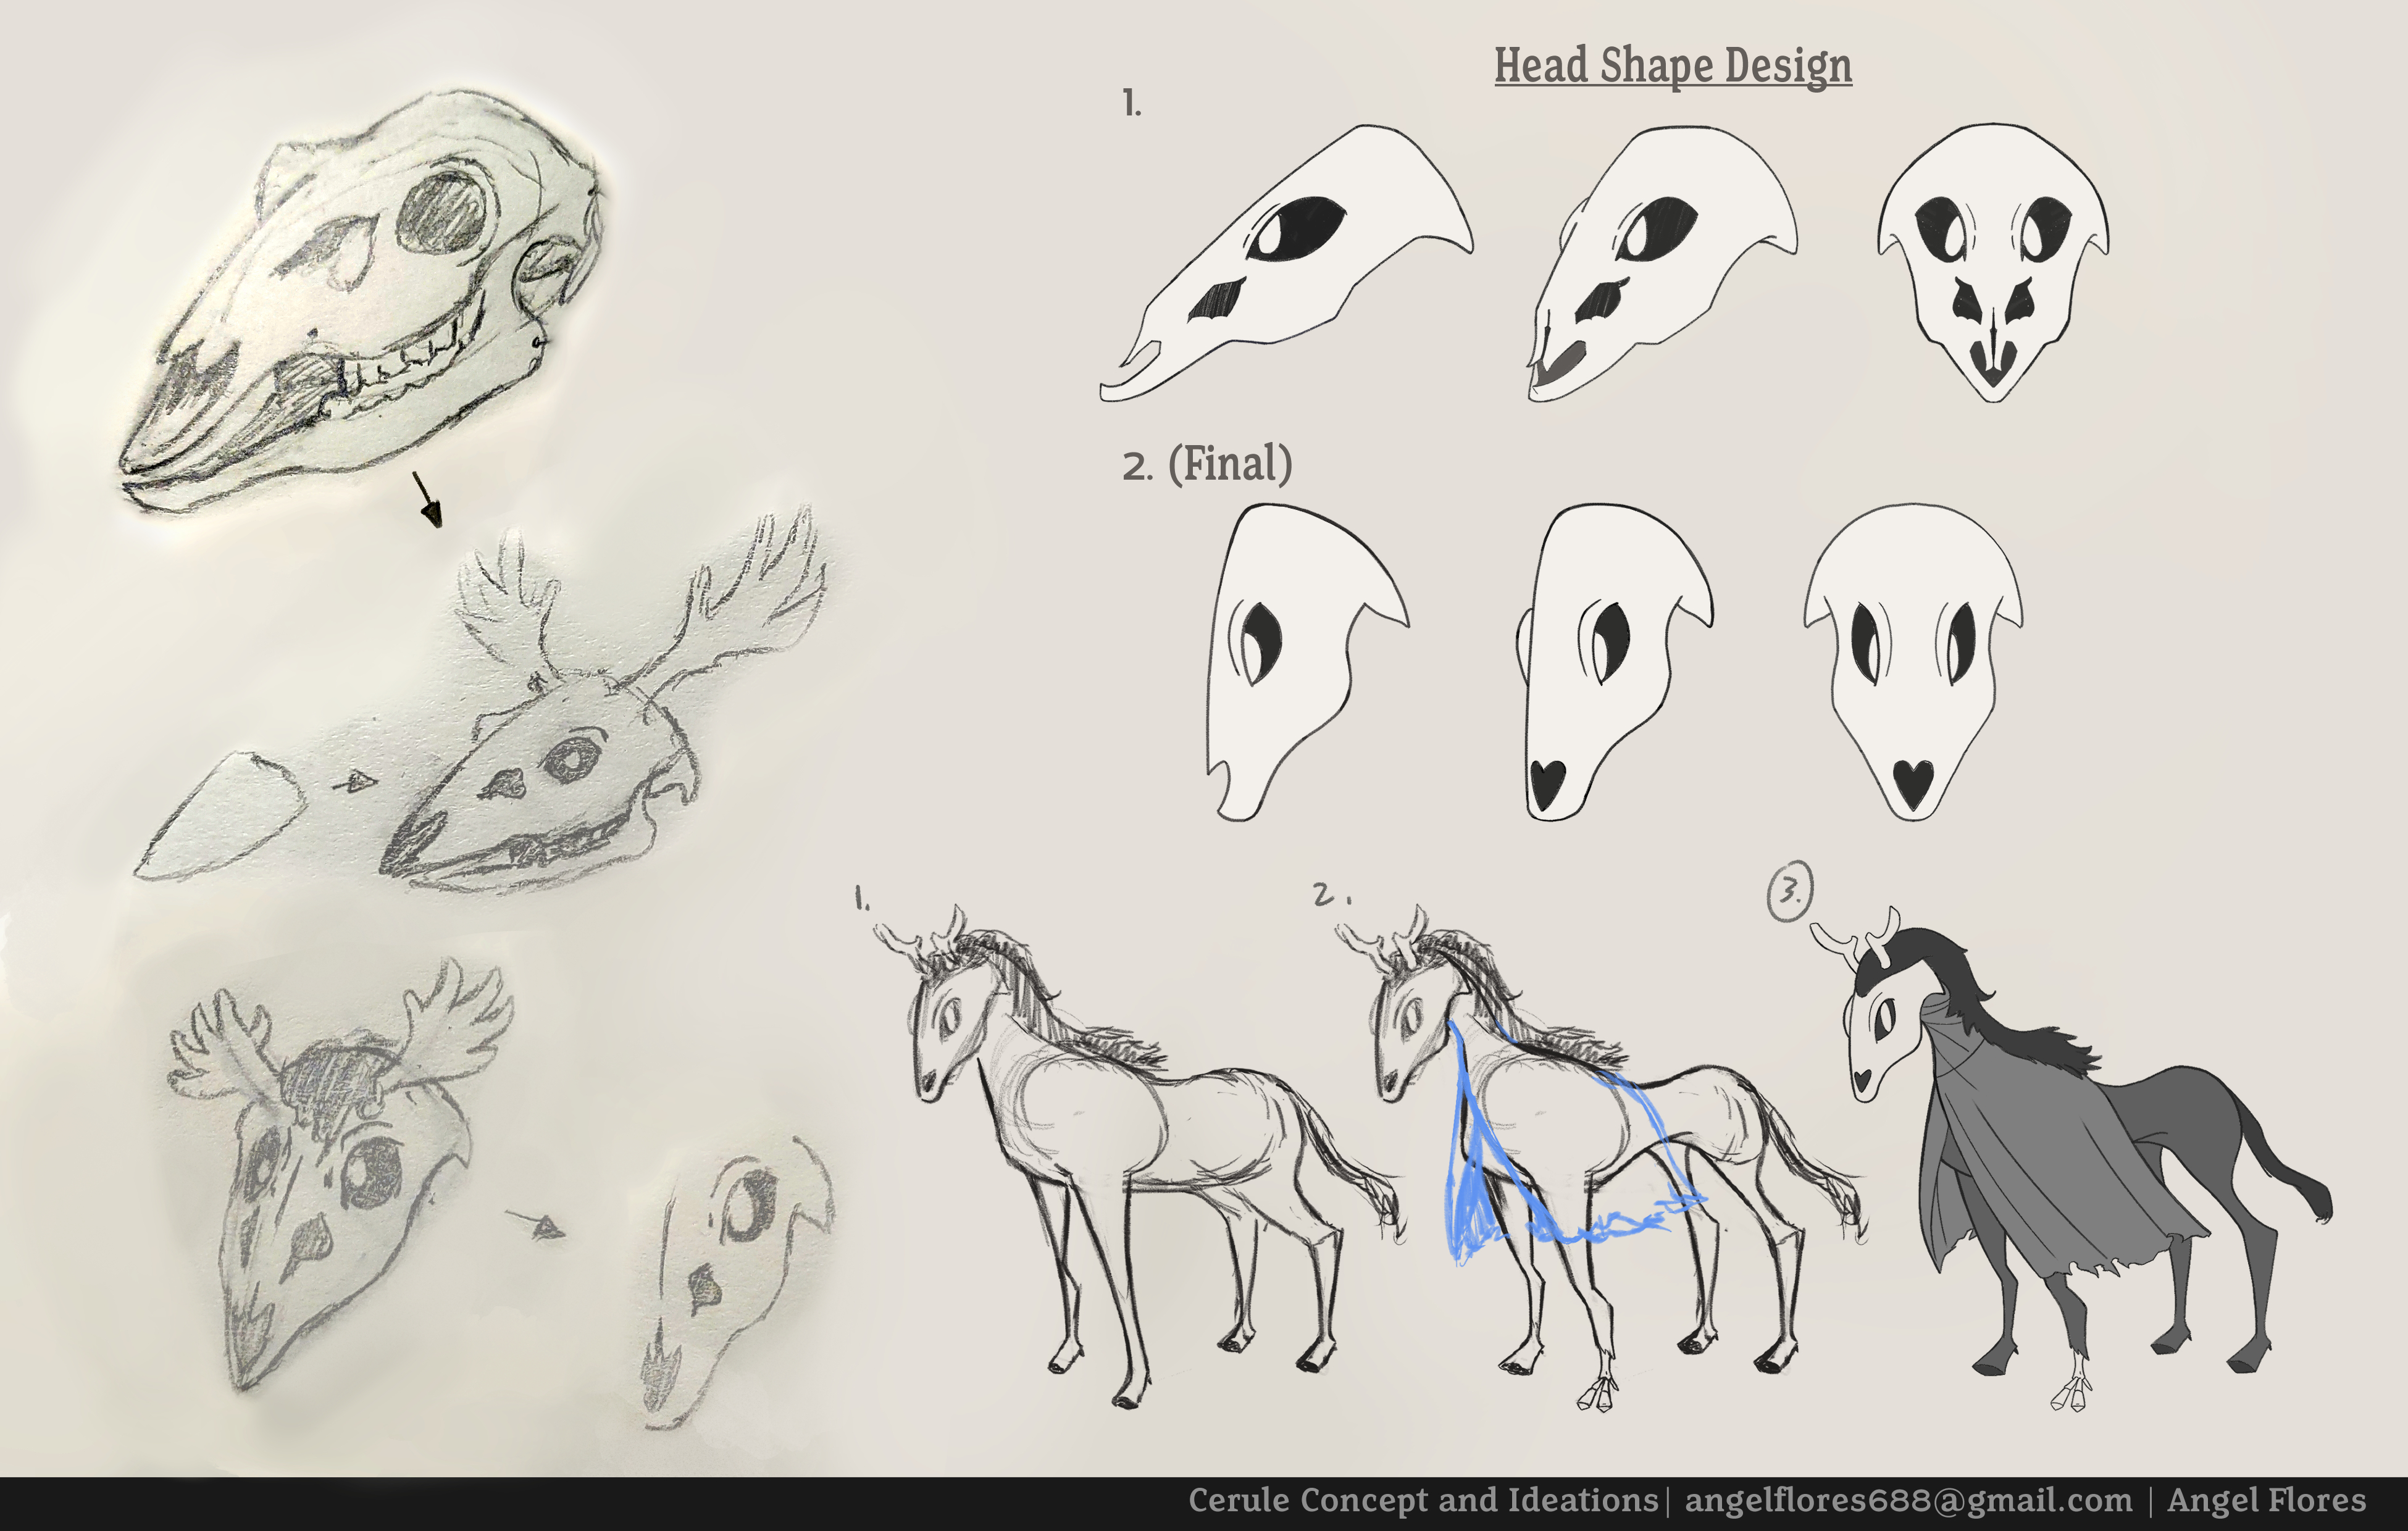 Head Shape Design
1.
2. (Final)
1.
2.
3.
Cerule Concept and Ideations| angelflores688@gmail.com | Angel Flores